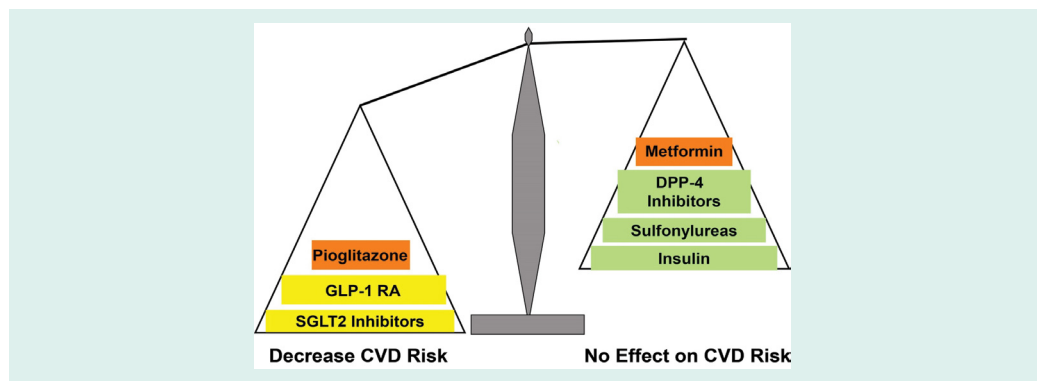 Pioglitazone
GLP-1 RA
SGLT2 Inhibitors
Decrease CVD Risk
Metformin
DPP-4
Inhibitors
Sulfonylureas
Insulin
No Effect on CVD Risk